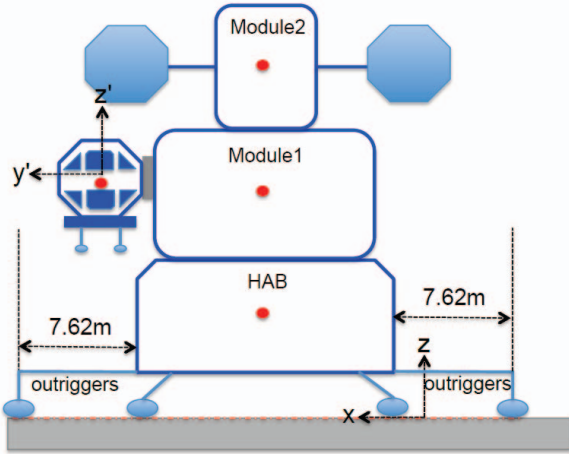 Module2
z'
y'
Module1
HAB
7.62m
7.62m
z
outriggers
outriggers
x